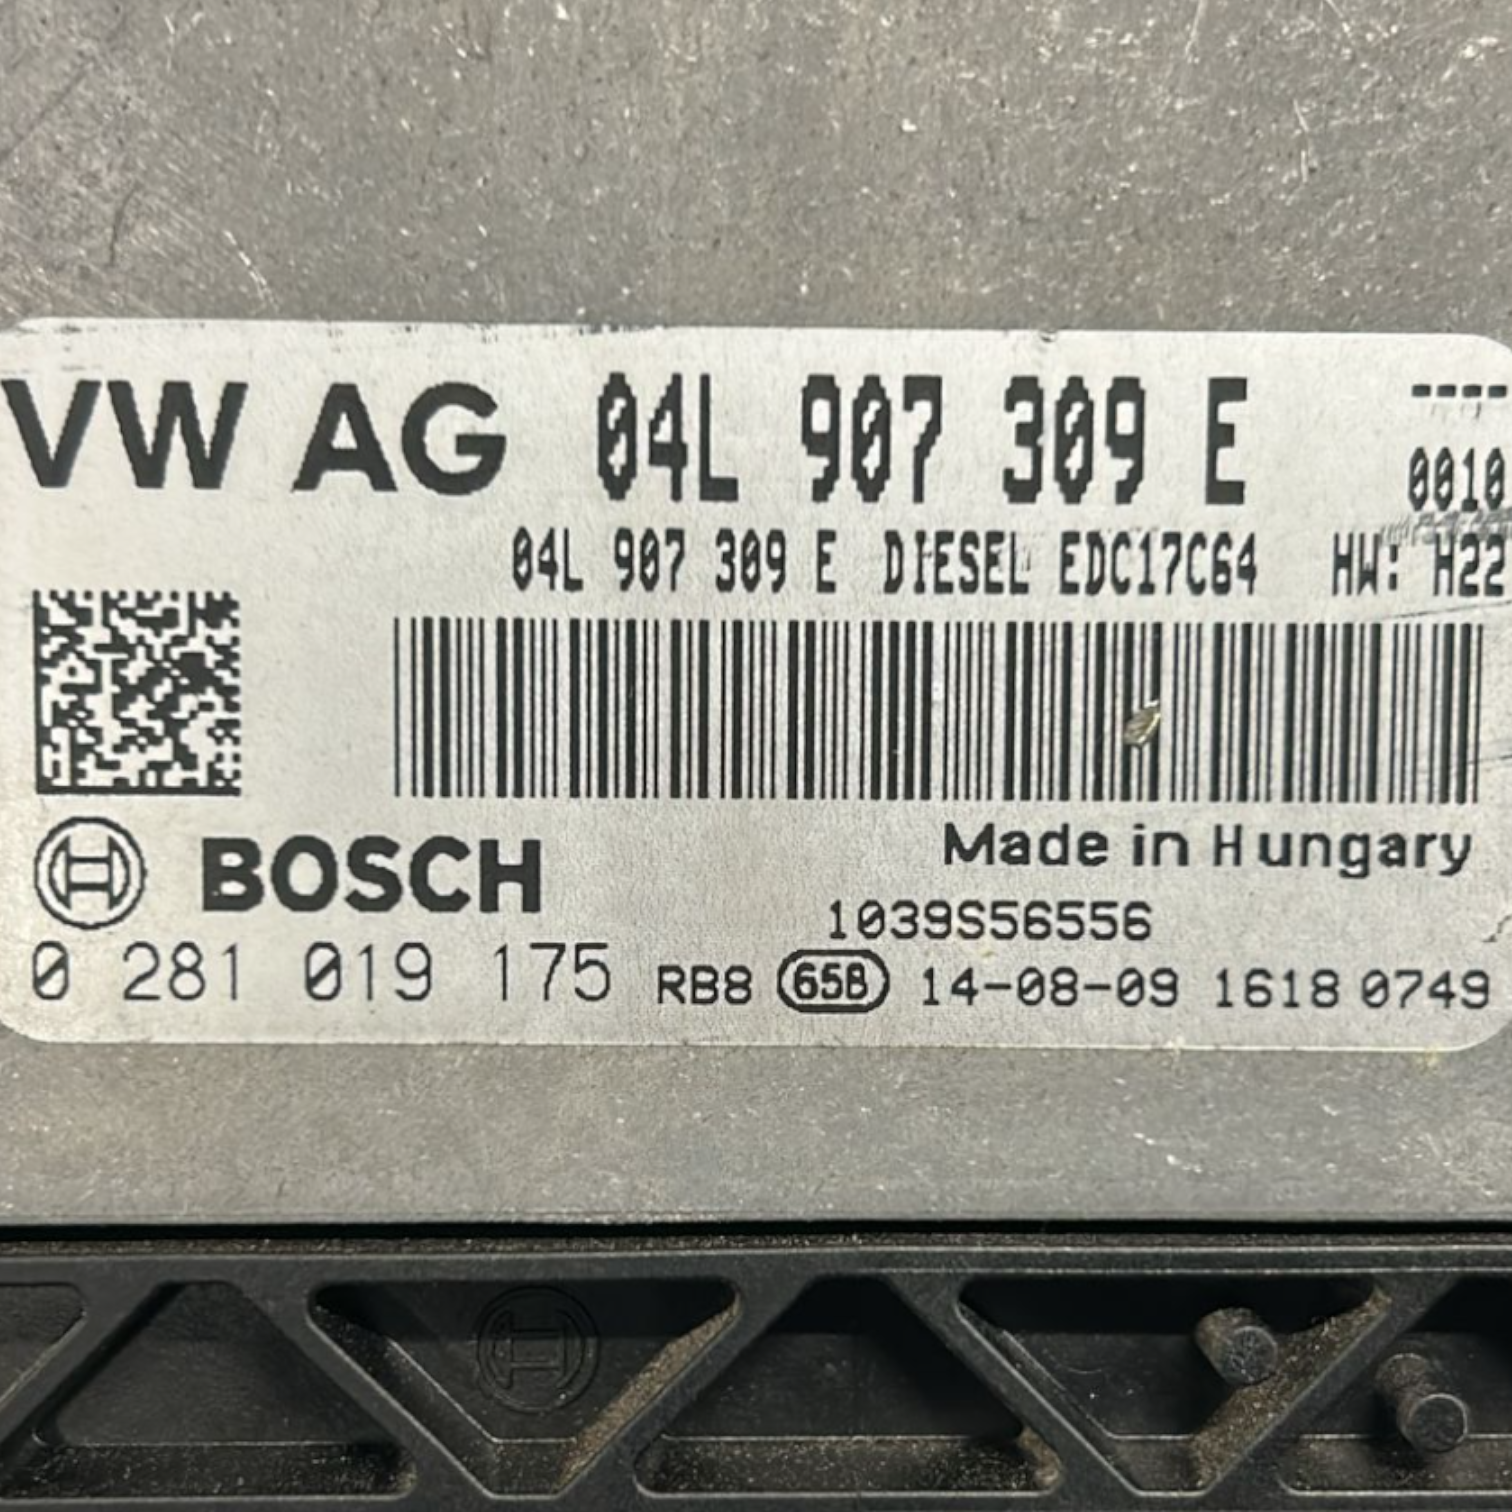 VW AG 04L 907 309 E ----
0010
04L 907 309 E DIESEL EDC17C64 HW: H22
BOSCH
Made in Hungary
1039S56556
0 281 019 175 RB8 65B 14-08-09 1618 0749